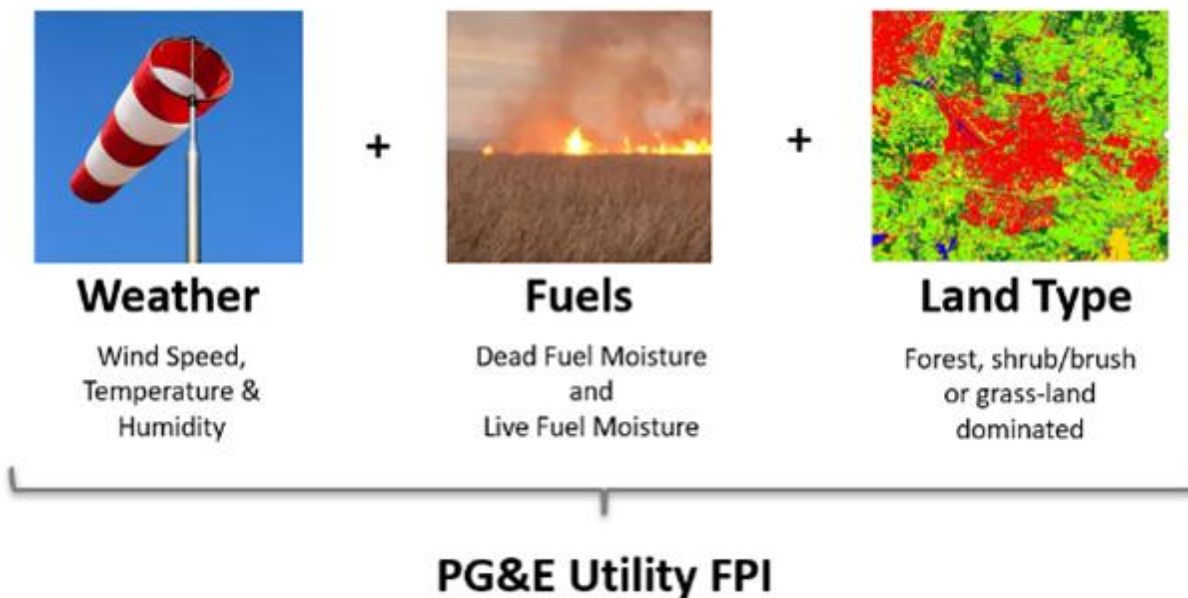 +
+
Weather
Wind Speed,
Temperature &
Humidity
Fuels
Dead Fuel Moisture
and
Live Fuel Moisture
Land Type
Forest, shrub/brush
or grass-land
dominated
PG&E Utility FPI